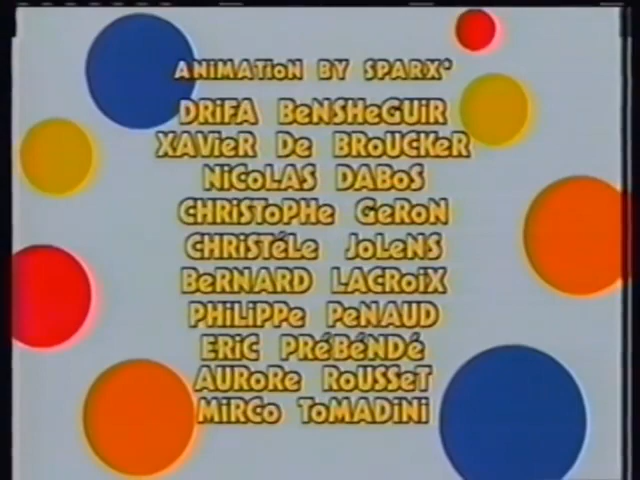 ANiMATioN BY SPARX*
DRiFA BeNSHeGUiR
XAVieR De BRoUCKeR
NiCoLAS DABoS
CHRiSToPHe GeRoN
CHRiSTéLe JoLeNS
BeRNARD LACRoiX
PHiLiPPe PeNAUD
ERiC PRéBéNDé
AURoRe RoUSSeT
MiRCo ToMADiNi